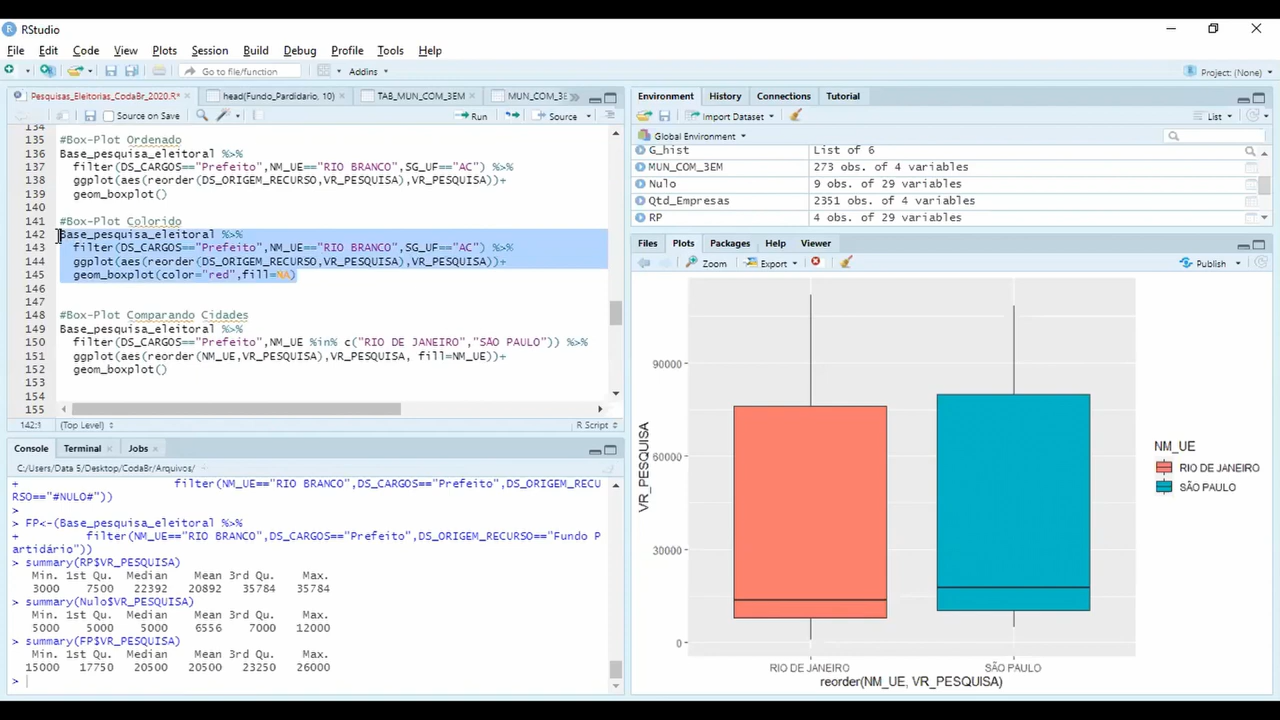 RStudio
File Edit Code View Plots Session Build Debug Profile Tools Help
Go to file/function Addins Project: (None)
Pesquisas_Eleitorias_CodaBr_2020.R* head(Fundo_Pardidario, 10) TAB_MUN_COM_3EM MUN_COM_3E
Source on Save Run Source
134
135 #Box-Plot Ordenado
136 Base_pesquisa_eleitoral %>%
137 filter(DS_CARGOS=="Prefeito",NM_UE=="RIO BRANCO",SG_UF=="AC") %>%
138 ggplot(aes(reorder(DS_ORIGEM_RECURSO,VR_PESQUISA),VR_PESQUISA))+
139 geom_boxplot()
140
141 #Box-Plot Colorido
142 Base_pesquisa_eleitoral %>%
143 filter(DS_CARGOS=="Prefeito",NM_UE=="RIO BRANCO",SG_UF=="AC") %>%
144 ggplot(aes(reorder(DS_ORIGEM_RECURSO,VR_PESQUISA),VR_PESQUISA))+
145 geom_boxplot(color="red",fill=NA)
146
147
148 #Box-Plot Comparando Cidades
149 Base_pesquisa_eleitoral %>%
150 filter(DS_CARGOS=="Prefeito",NM_UE %in% c("RIO DE JANEIRO","SÃO PAULO")) %>%
151 ggplot(aes(reorder(NM_UE,VR_PESQUISA),VR_PESQUISA, fill=NM_UE))+
152 geom_boxplot()
153
154
155
142:1 (Top Level) R Script
Console Terminal Jobs
C:/Users/Data 5/Desktop/CodaBr/Arquivos/
+ filter(NM_UE=="RIO BRANCO",DS_CARGOS=="Prefeito",DS_ORIGEM_RECU
RSO=="#NULO#"))
>
> FP<-(Base_pesquisa_eleitoral %>%
+ filter(NM_UE=="RIO BRANCO",DS_CARGOS=="Prefeito",DS_ORIGEM_RECURSO=="Fundo P
artidário"))
> summary(RP$VR_PESQUISA)
Min. 1st Qu. Median Mean 3rd Qu. Max.
3000 7500 22392 20892 35784 35784
> summary(Nulo$VR_PESQUISA)
Min. 1st Qu. Median Mean 3rd Qu. Max.
5000 5000 5000 6556 7000 12000
> summary(FP$VR_PESQUISA)
Min. 1st Qu. Median Mean 3rd Qu. Max.
15000 17750 20500 20500 23250 26000
>
Environment History Connections Tutorial
Import Dataset List
Global Environment
G_hist List of 6
MUN_COM_3EM 273 obs. of 4 variables
Nulo 9 obs. of 29 variables
Qtd_Empresas 2351 obs. of 4 variables
RP 4 obs. of 29 variables
Files Plots Packages Help Viewer
Zoom Export Publish
90000
60000
30000
0
VR_PESQUISA
RIO DE JANEIRO SÃO PAULO
reorder(NM_UE, VR_PESQUISA)
NM_UE
RIO DE JANEIRO
SÃO PAULO